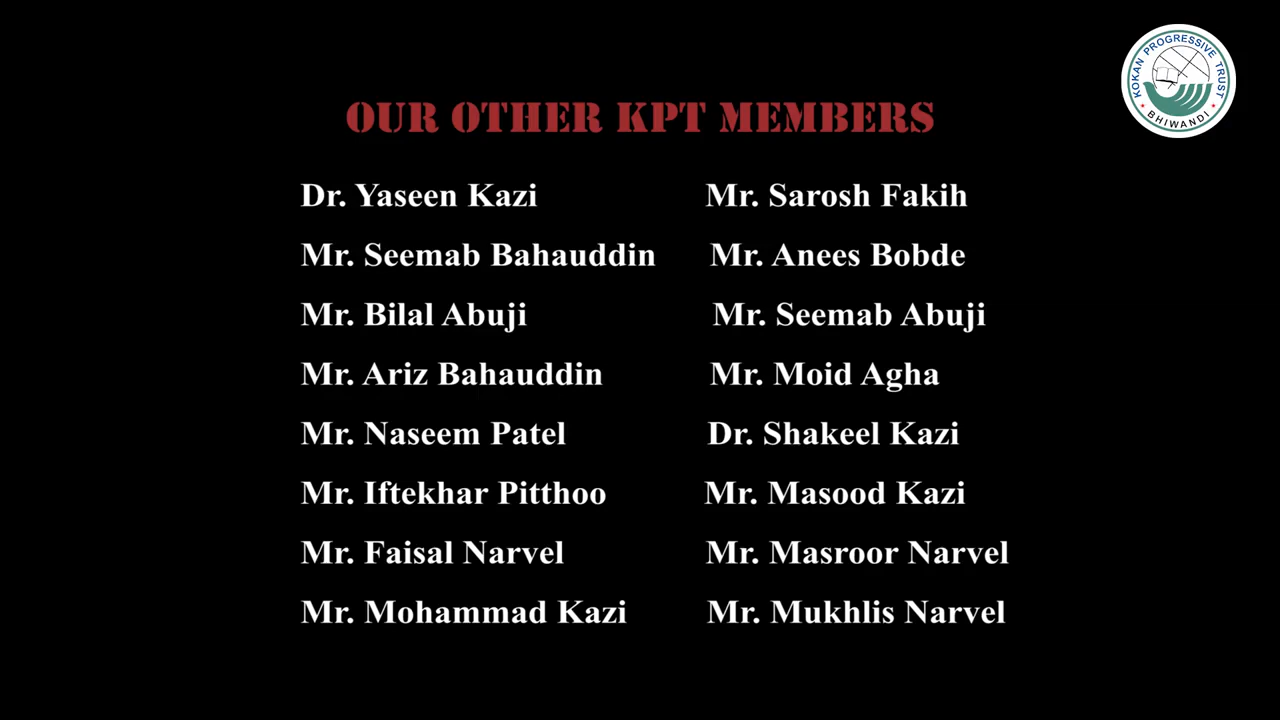 KOKAN PROGRESSIVE TRUST
BHIWANDI
OUR OTHER KPT MEMBERS
Dr. Yaseen Kazi Mr. Sarosh Fakih
Mr. Seemab Bahauddin Mr. Anees Bobde
Mr. Bilal Abuji Mr. Seemab Abuji
Mr. Ariz Bahauddin Mr. Moid Agha
Mr. Naseem Patel Dr. Shakeel Kazi
Mr. Iftekhar Pitthoo Mr. Masood Kazi
Mr. Faisal Narvel Mr. Masroor Narvel
Mr. Mohammad Kazi Mr. Mukhlis Narvel